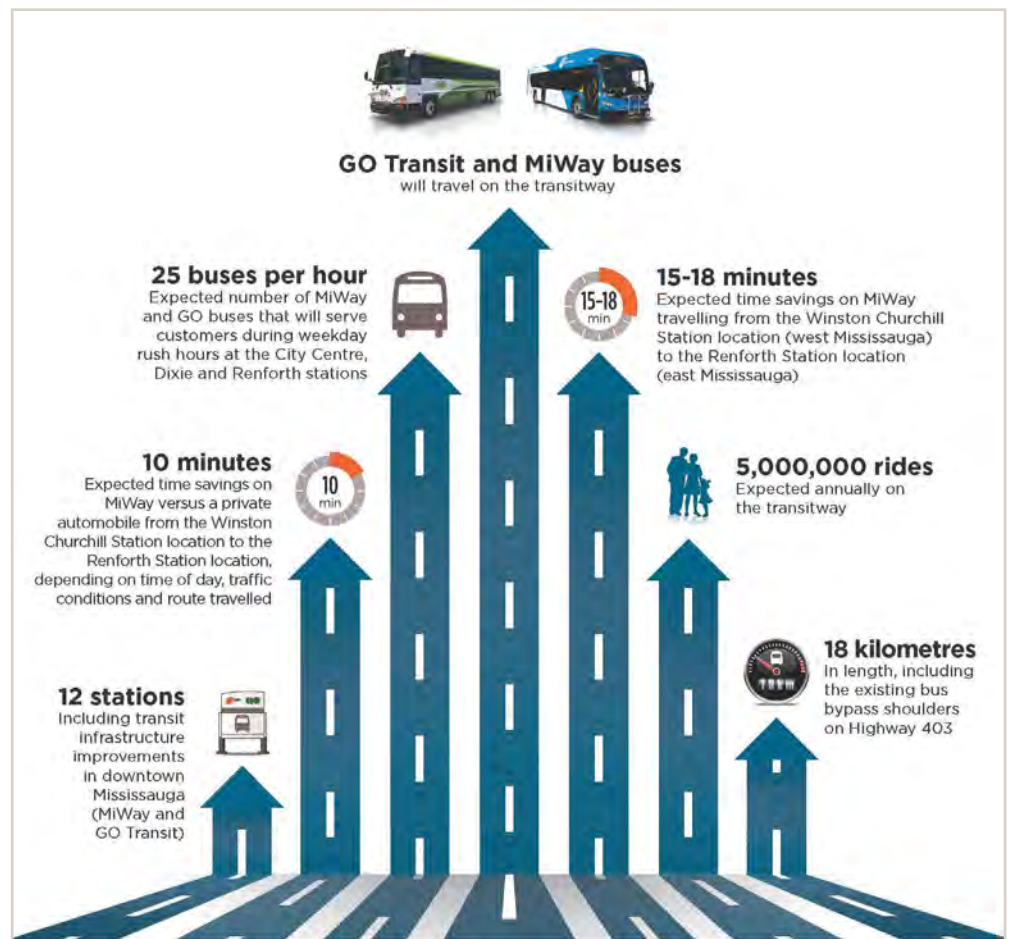 GO Transit and MiWay buses
will travel on the transitway
25 buses per hour
Expected number of MiWay
and GO buses that will serve
customers during weekday
rush hours at the City Centre,
Dixie and Renforth stations
15-18
min
15-18 minutes
Expected time savings on MiWay
travelling from the Winston Churchill
Station location (west Mississauga)
to the Renforth Station location
(east Mississauga)
10 minutes
Expected time savings on
MiWay versus a private
automobile from the Winston
Churchill Station location to the
Renforth Station location,
depending on time of day, traffic
conditions and route travelled
10
min
5,000,000 rides
Expected annually on
the transitway
12 stations
Including transit
infrastructure
improvements
in downtown
Mississauga
(MiWay and
GO Transit)
18 kilometres
In length, including
the existing bus
bypass shoulders
on Highway 403